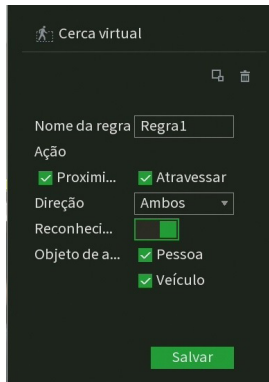 Cerca virtual
Nome da regra Regra1
Ação
Proximi... Atravessar
Direção Ambos
Reconheci...
Objeto de a... Pessoa
Veículo
Salvar